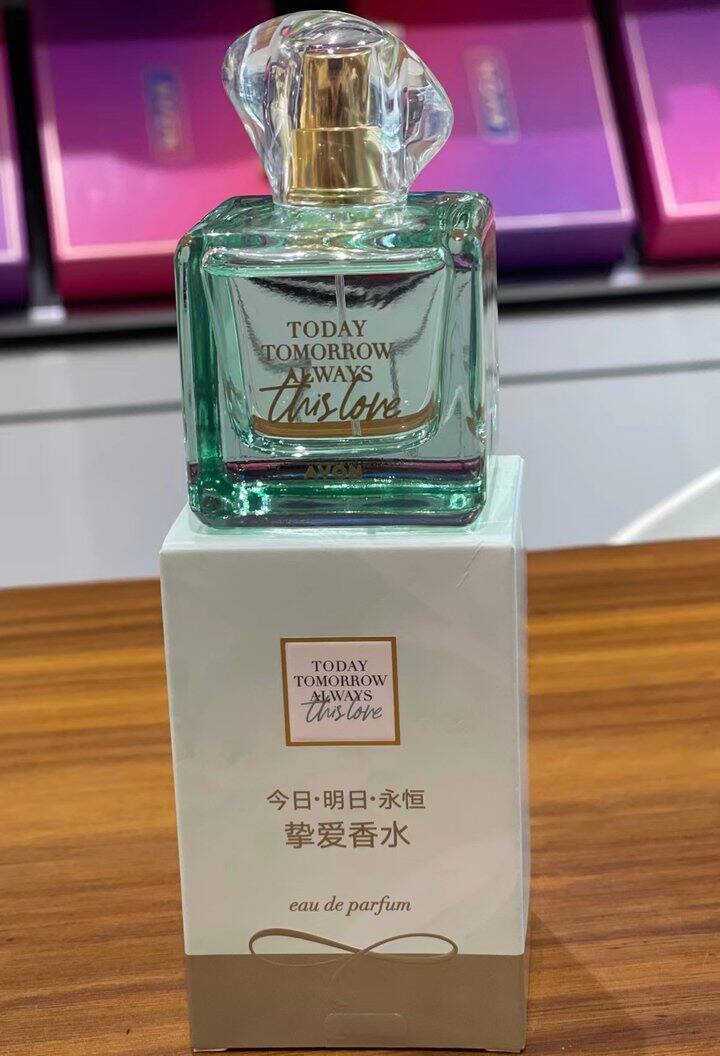 TODAY
TOMORROW
ALWAYS
this love
AVON
TODAY
TOMORROW
ALWAYS
this love
今日·明日·永恒
挚爱香水
eau de parfum